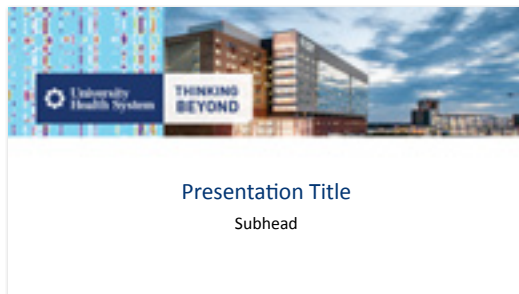 University
Health System
THINKING
BEYOND
Presentation Title
Subhead